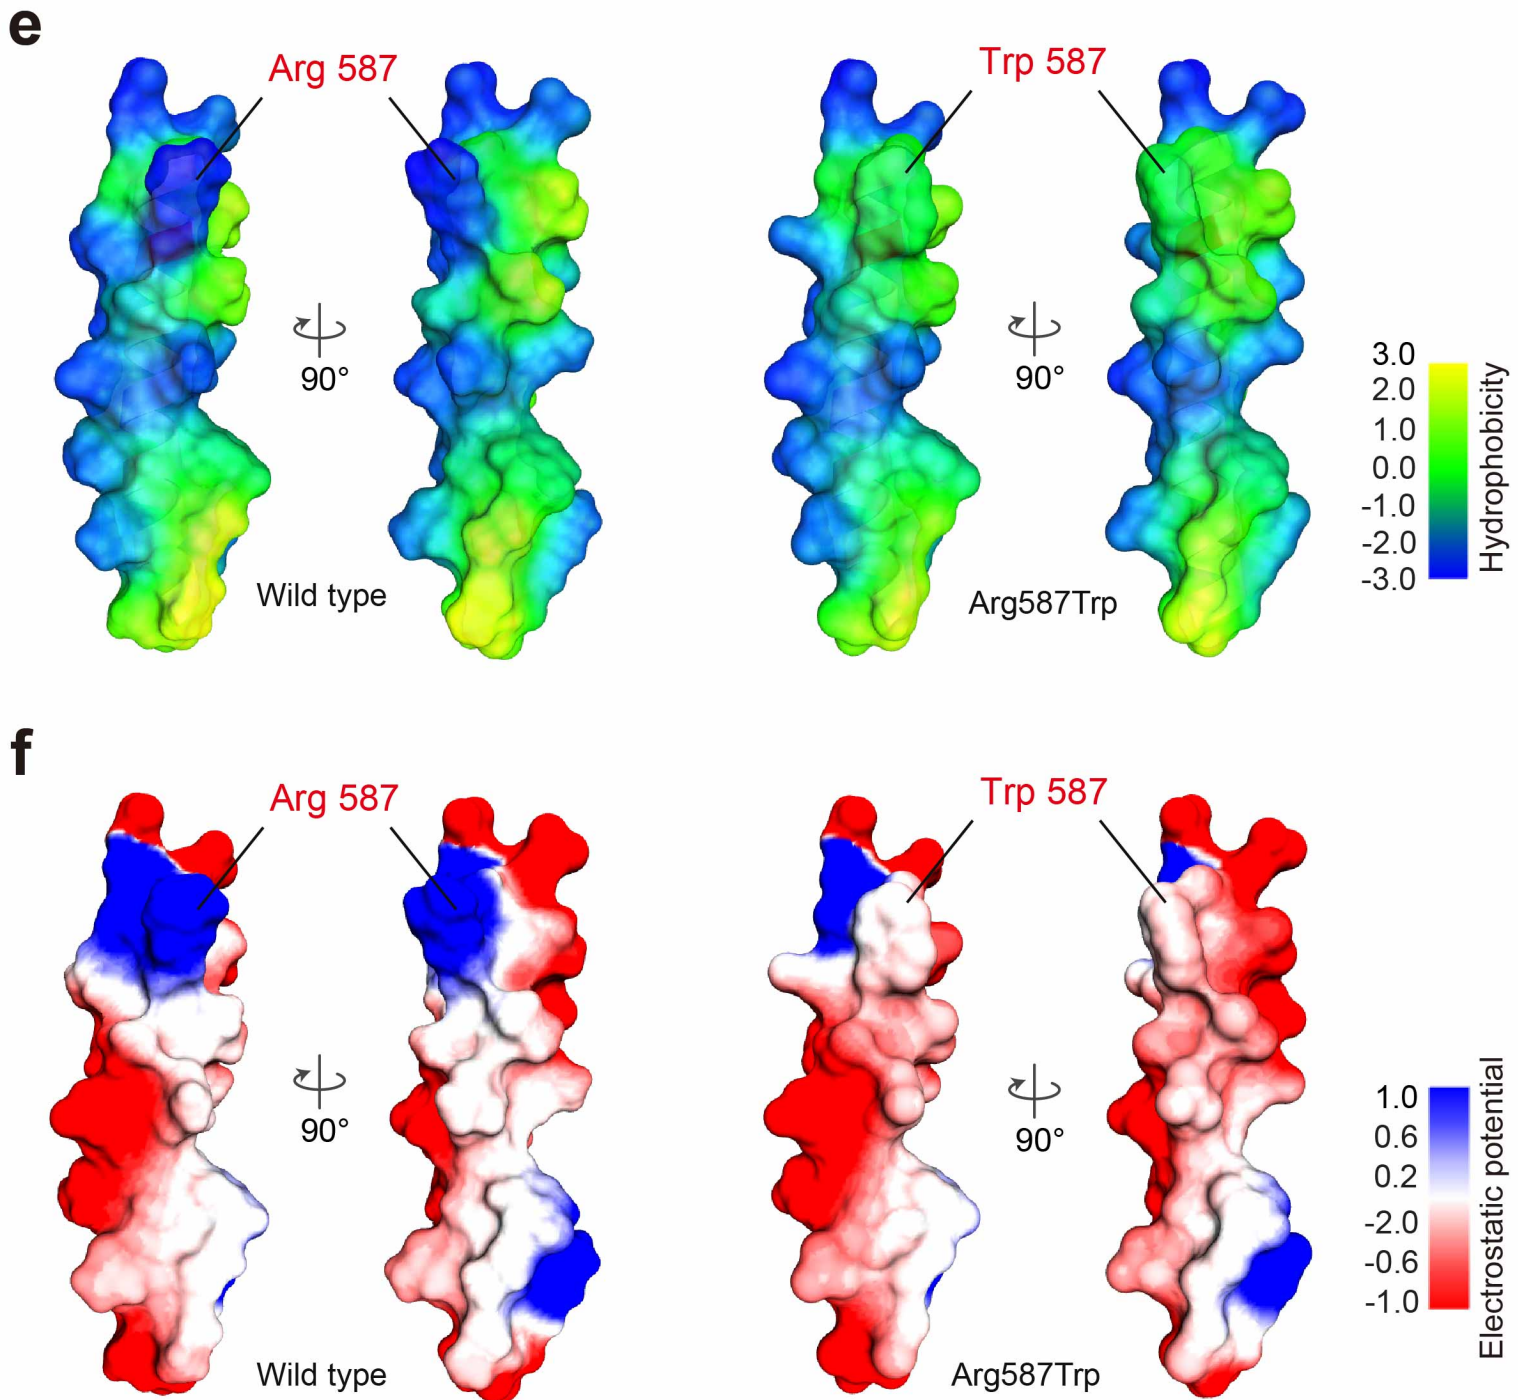 e
Arg 587
Trp 587
90°
90°
Wild type
Arg587Trp
3.0
2.0
1.0
0.0
-1.0
-2.0
-3.0
Hydrophobicity
f
Arg 587
Trp 587
90°
90°
Wild type
Arg587Trp
1.0
0.6
0.2
-2.0
-0.6
-1.0
Electrostatic potential